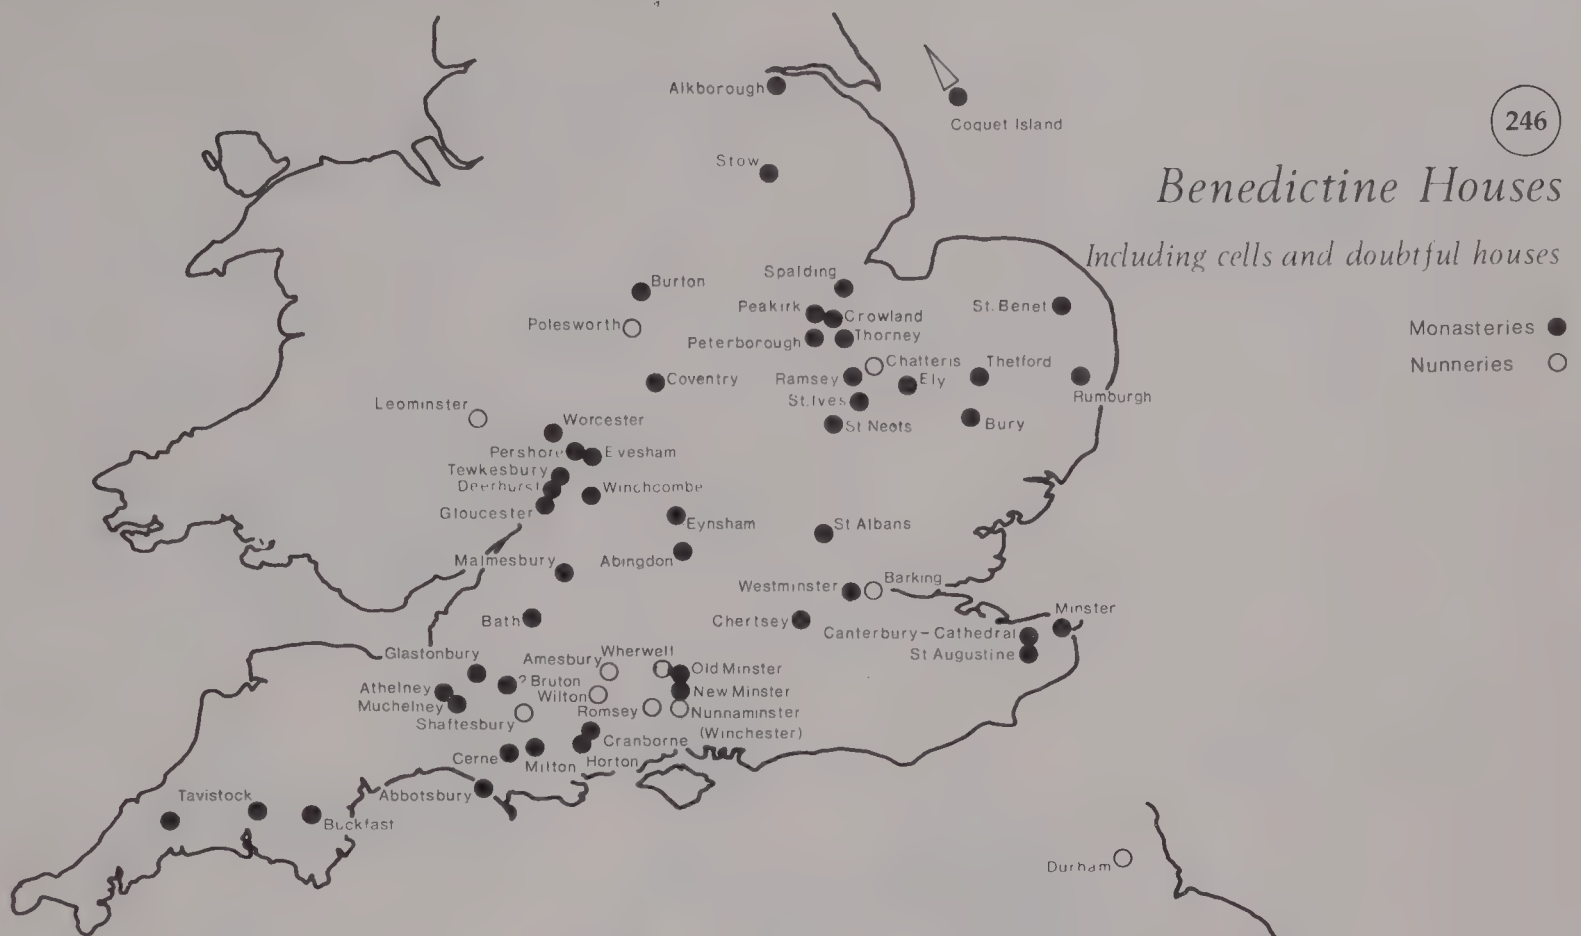 Alkborough
Coquet Island
246
Stow
Benedictine Houses
Including cells and doubtful houses
Burton
Spalding
Peakirk
Crowland
St. Benet
Polesworth
Monasteries
Peterborough
Thorney
Chatteris
Thetford
Nunneries
Coventry
Ramsey
Ely
Rumburgh
Leominster
St. Ives
Worcester
St Neots
Bury
Pershore
Evesham
Tewkesbury
Deerhurst
Winchcombe
Gloucester
Eynsham
St Albans
Malmesbury
Abingdon
Westminster
Barking
Minster
Bath
Chertsey
Canterbury-Cathedral
St Augustine
Glastonbury
Amesbury
Wherwell
Old Minster
? Bruton
Athelney
Wilton
New Minster
Muchelney
Shaftesbury
Romsey
Nunnaminster
(Winchester)
Cranborne
Cerne
Milton
Horton
Tavistock
Abbotsbury
Buckfast
Durham